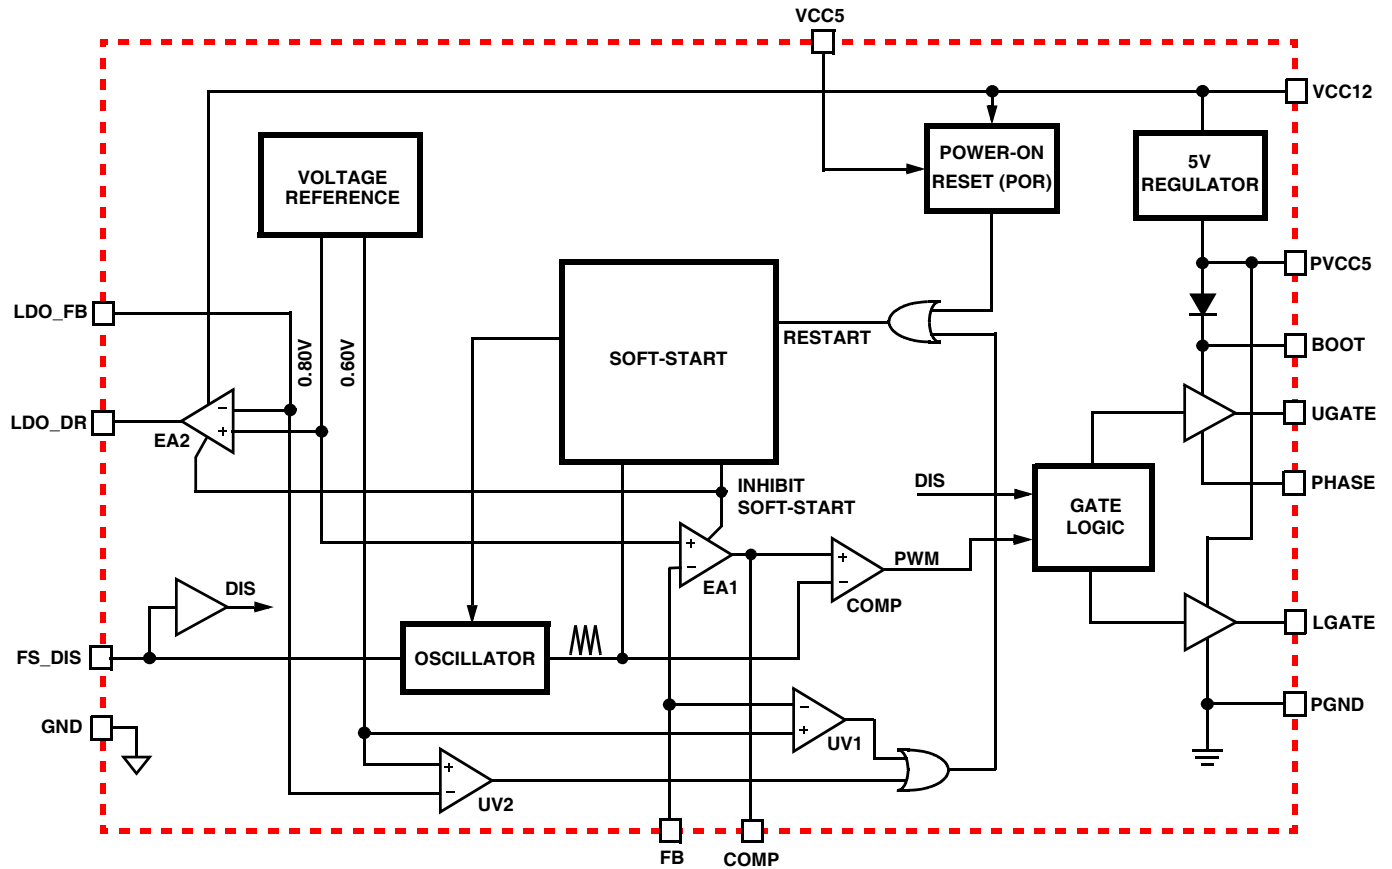 VCC5
VCC12
POWER-ON
RESET (POR)
5V
REGULATOR
VOLTAGE
REFERENCE
PVCC5
LDO_FB
0.80V
0.60V
SOFT-START
RESTART
BOOT
LDO_DR
−
+
EA2
UGATE
INHIBIT
SOFT-START
DIS
PHASE
GATE
LOGIC
+
−
EA1
+
−
COMP
PWM
DIS
FS_DIS
OSCILLATOR
LGATE
GND
−
+
UV1
PGND
+
−
UV2
FB
COMP